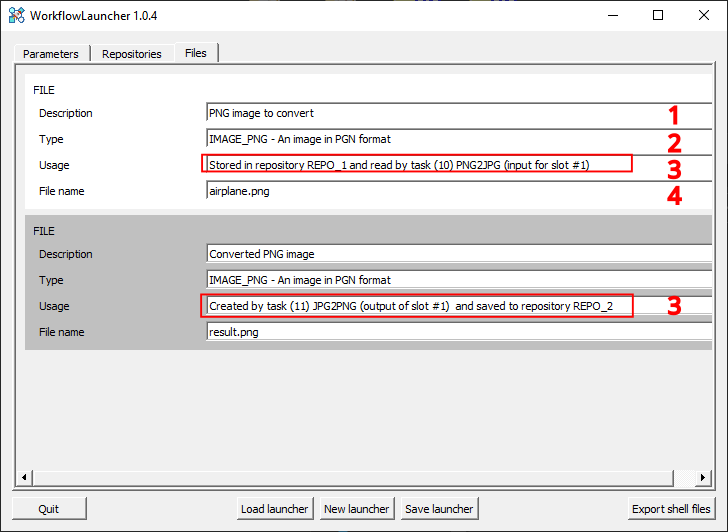 WorkflowLauncher 1.0.4
Parameters Repositories Files
FILE
Description PNG image to convert 1
Type IMAGE_PNG - An image in PGN format 2
Usage Stored in repository REPO_1 and read by task (10) PNG2JPG (input for slot #1) 3
File name airplane.png 4
FILE
Description Converted PNG image
Type IMAGE_PNG - An image in PGN format
Usage Created by task (11) JPG2PNG (output of slot #1)  and saved to repository REPO_2 3
File name result.png
Quit Load launcher New launcher Save launcher Export shell files